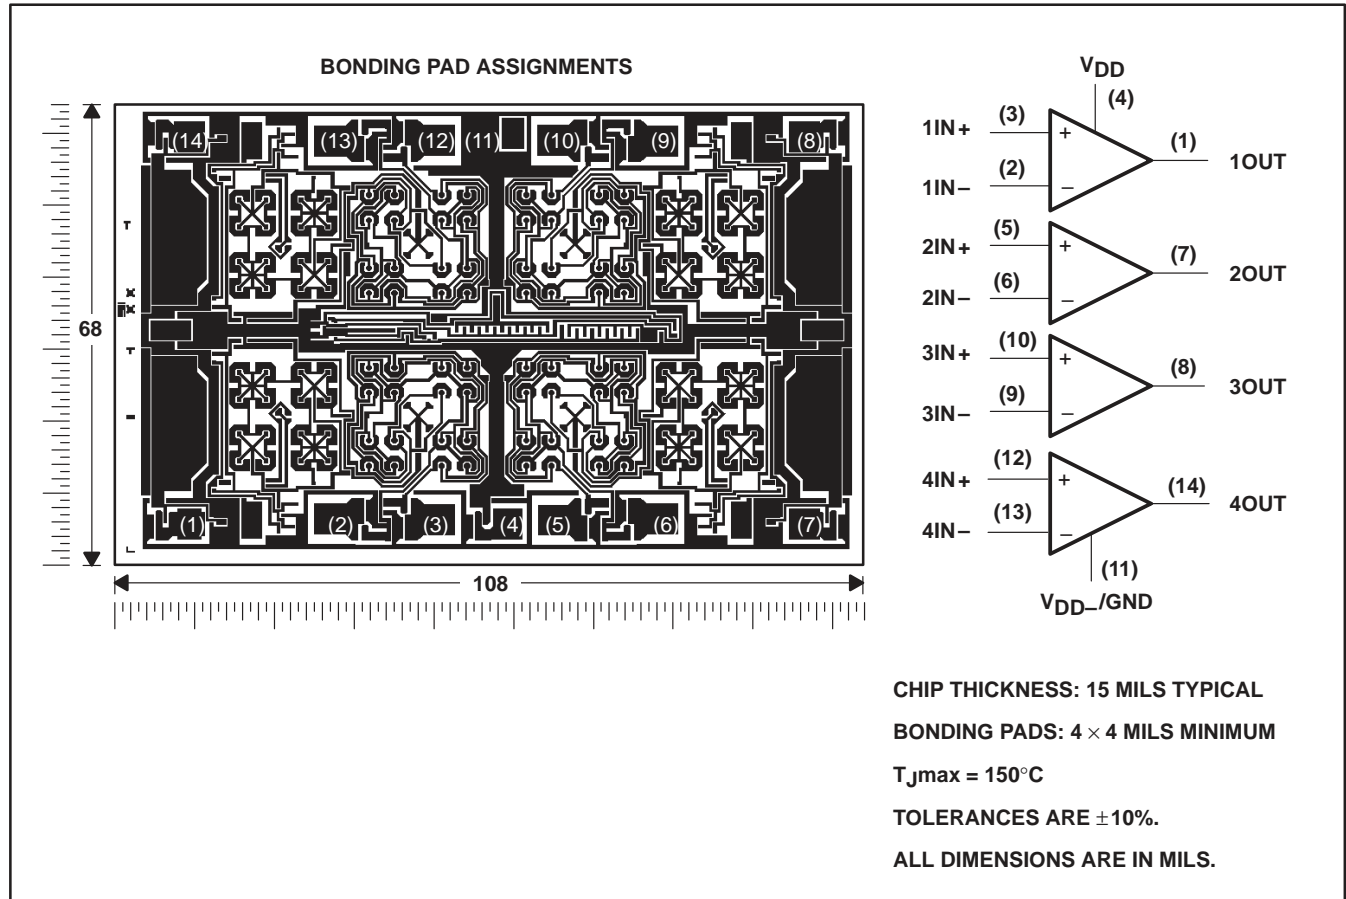 BONDING PAD ASSIGNMENTS
(14) (13) (12) (11) (10) (9) (8)
68
(1) (2) (3) (4) (5) (6) (7)
108
VDD
(4)
1IN+ (3) + (1) 1OUT
1IN− (2) −
2IN+ (5) + (7) 2OUT
2IN− (6) −
3IN+ (10) + (8) 3OUT
3IN− (9) −
4IN+ (12) + (14) 4OUT
4IN− (13) −
(11)
VDD−/GND
CHIP THICKNESS: 15 MILS TYPICAL
BONDING PADS: 4 × 4 MILS MINIMUM
TJmax = 150°C
TOLERANCES ARE ±10%.
ALL DIMENSIONS ARE IN MILS.